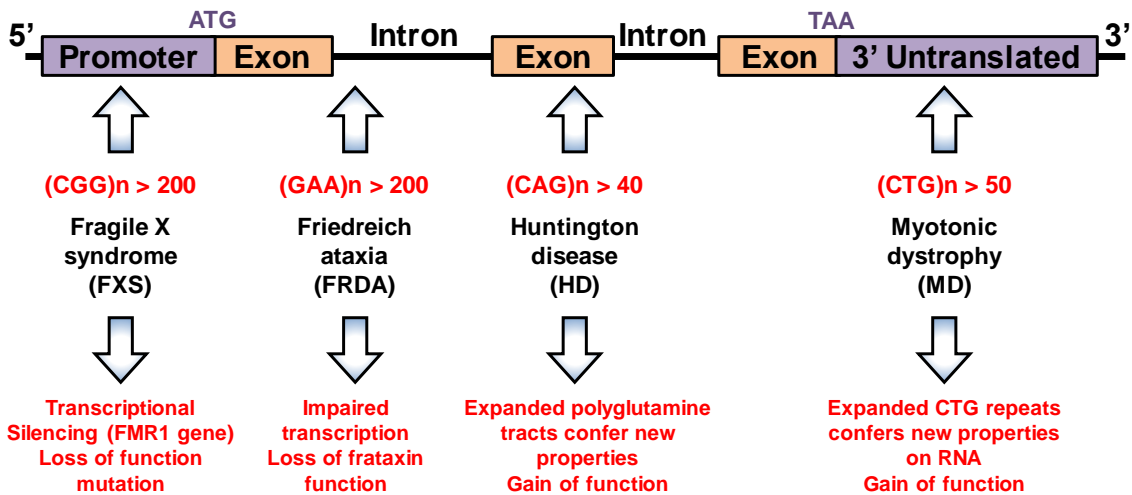 ATG
TAA
5’
Promoter
Exon
Intron
Exon
Intron
Exon
3’ Untranslated
3’
(CGG)n > 200
Fragile X
syndrome
(FXS)
Transcriptional
Silencing (FMR1 gene)
Loss of function
mutation
(GAA)n > 200
Friedreich
ataxia
(FRDA)
Impaired
transcription
Loss of frataxin
function
(CAG)n > 40
Huntington
disease
(HD)
Expanded polyglutamine
tracts confer new
properties
Gain of function
(CTG)n > 50
Myotonic
dystrophy
(MD)
Expanded CTG repeats
confers new properties
on RNA
Gain of function